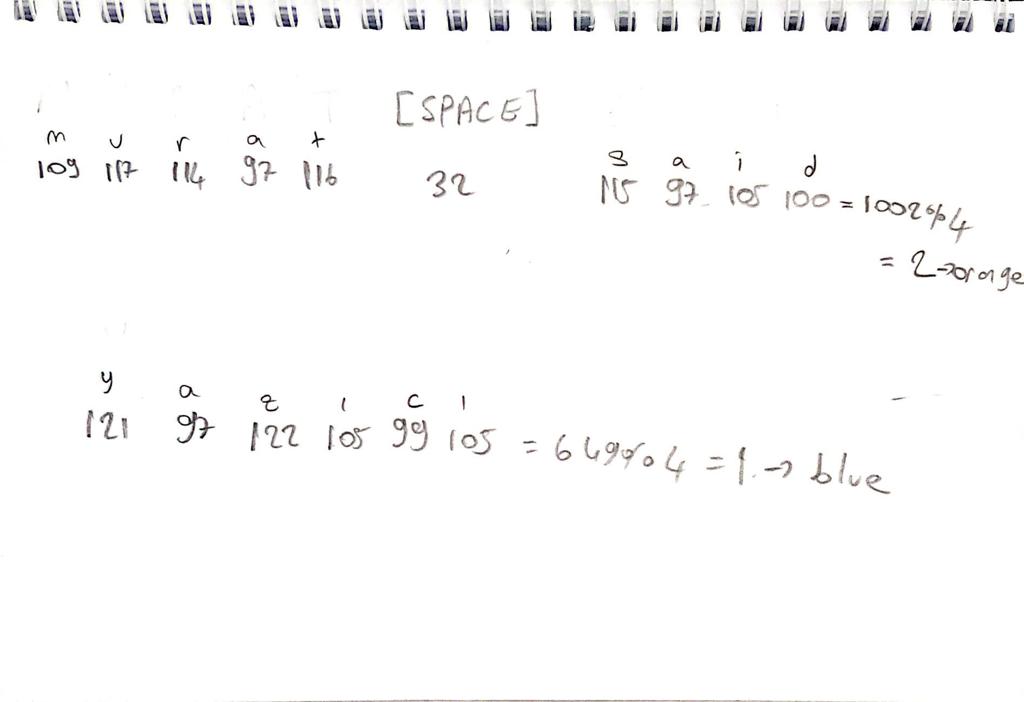 [SPACE]
m u r a t
109 117 114 97 116 32
s a i d
115 97 105 100 = 1002%4
= 2→orange
y a z ı c ı
121 97 122 105 99 105 = 649%4 = 1.→ blue